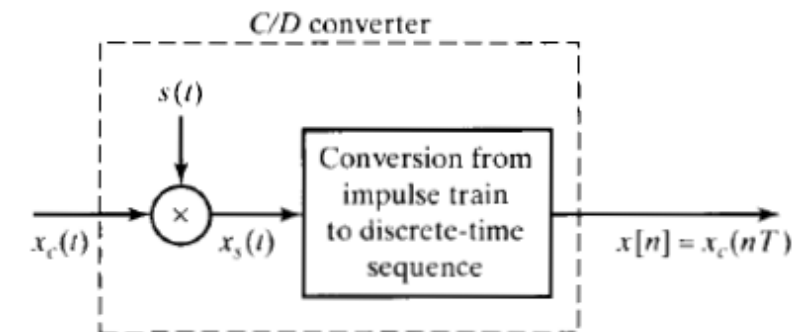 C/D converter
s(t)
×
Conversion from
impulse train
to discrete-time
sequence
x_c(t)
x_s(t)
x[n] = x_c(nT)